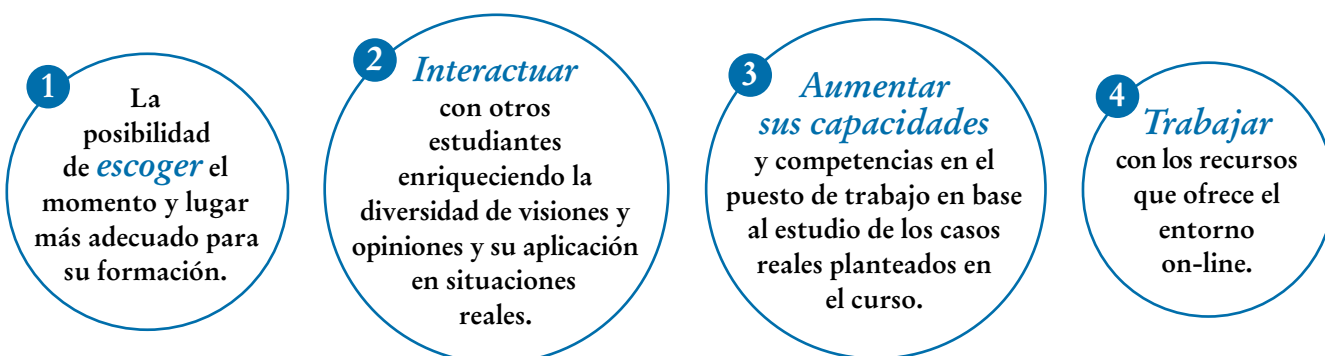 1
La
posibilidad
de escoger el
momento y lugar
más adecuado para
su formación.
2
Interactuar
con otros
estudiantes
enriqueciendo la
diversidad de visiones y
opiniones y su aplicación
en situaciones
reales.
3
Aumentar
sus capacidades
y competencias en el
puesto de trabajo en base
al estudio de los casos
reales planteados en
el curso.
4
Trabajar
con los recursos
que ofrece el
entorno
on-line.